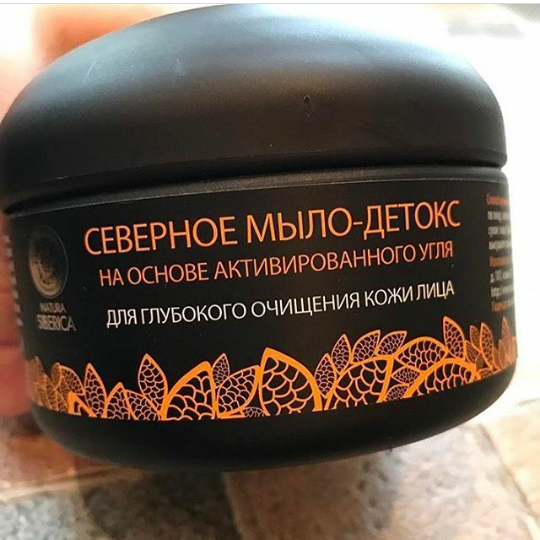 СЕВЕРНОЕ МЫЛО-ДЕТОКС
НА ОСНОВЕ АКТИВИРОВАННОГО УГЛЯ
ДЛЯ ГЛУБОКОГО ОЧИЩЕНИЯ КОЖИ ЛИЦА
NATURA
SIBERICA